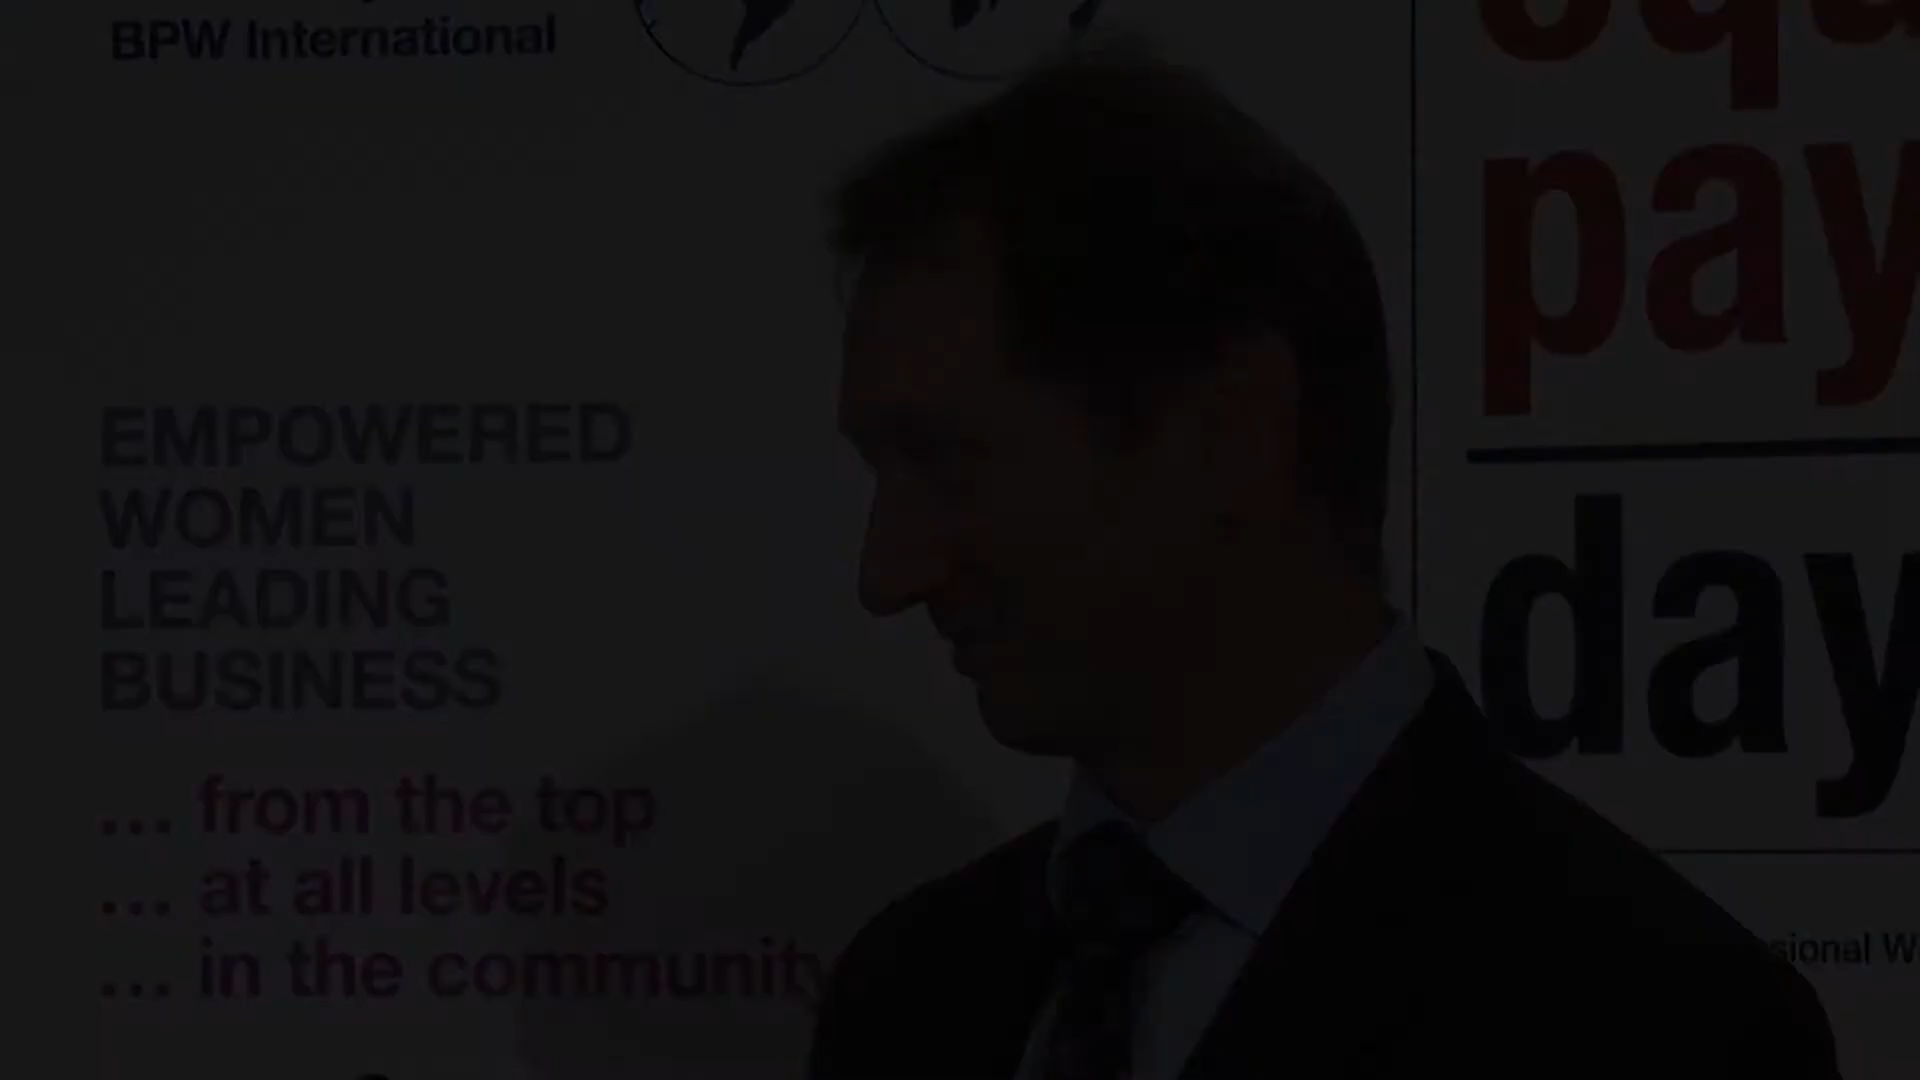 BPW International
EMPOWERED
WOMEN
LEADING
BUSINESS
... from the top
... at all levels
... in the community
pay
day